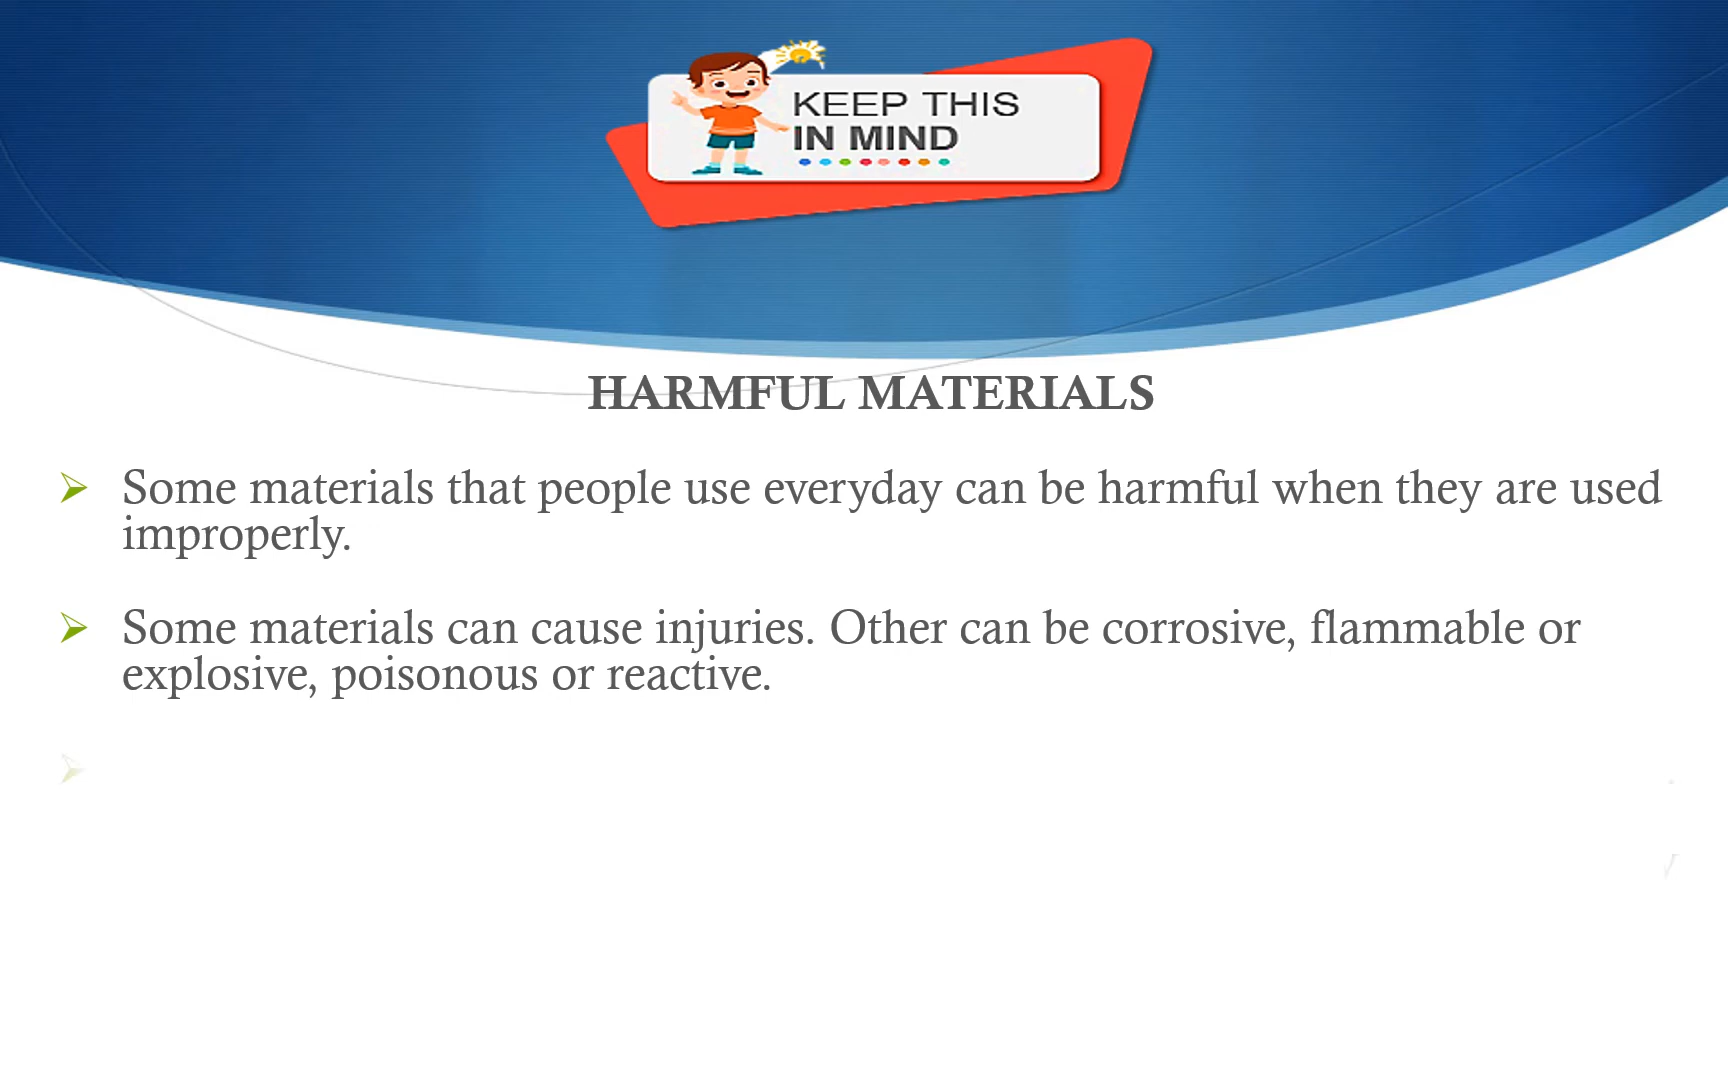 KEEP THIS
IN MIND
HARMFUL MATERIALS
Some materials that people use everyday can be harmful when they are used
improperly.
Some materials can cause injuries. Other can be corrosive, flammable or
explosive, poisonous or reactive.